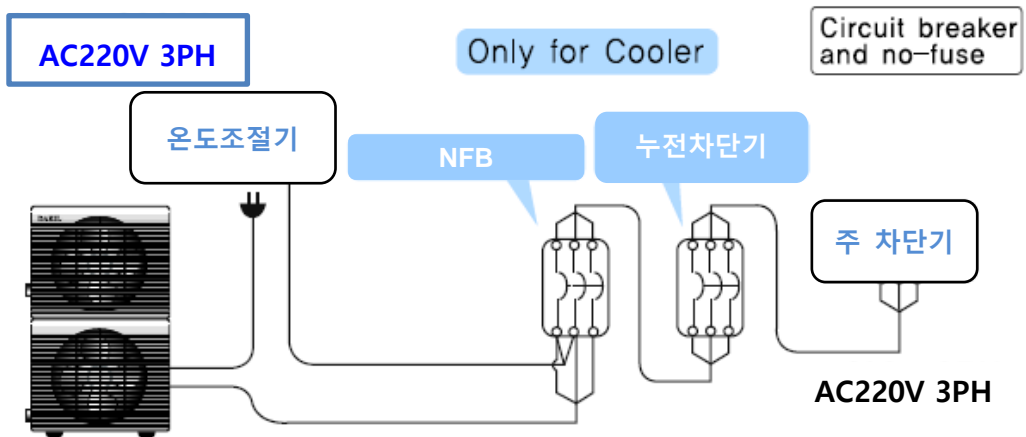 AC220V 3PH
Only for Cooler
Circuit breaker
and no-fuse
온도조절기
NFB
누전차단기
주 차단기
AC220V 3PH